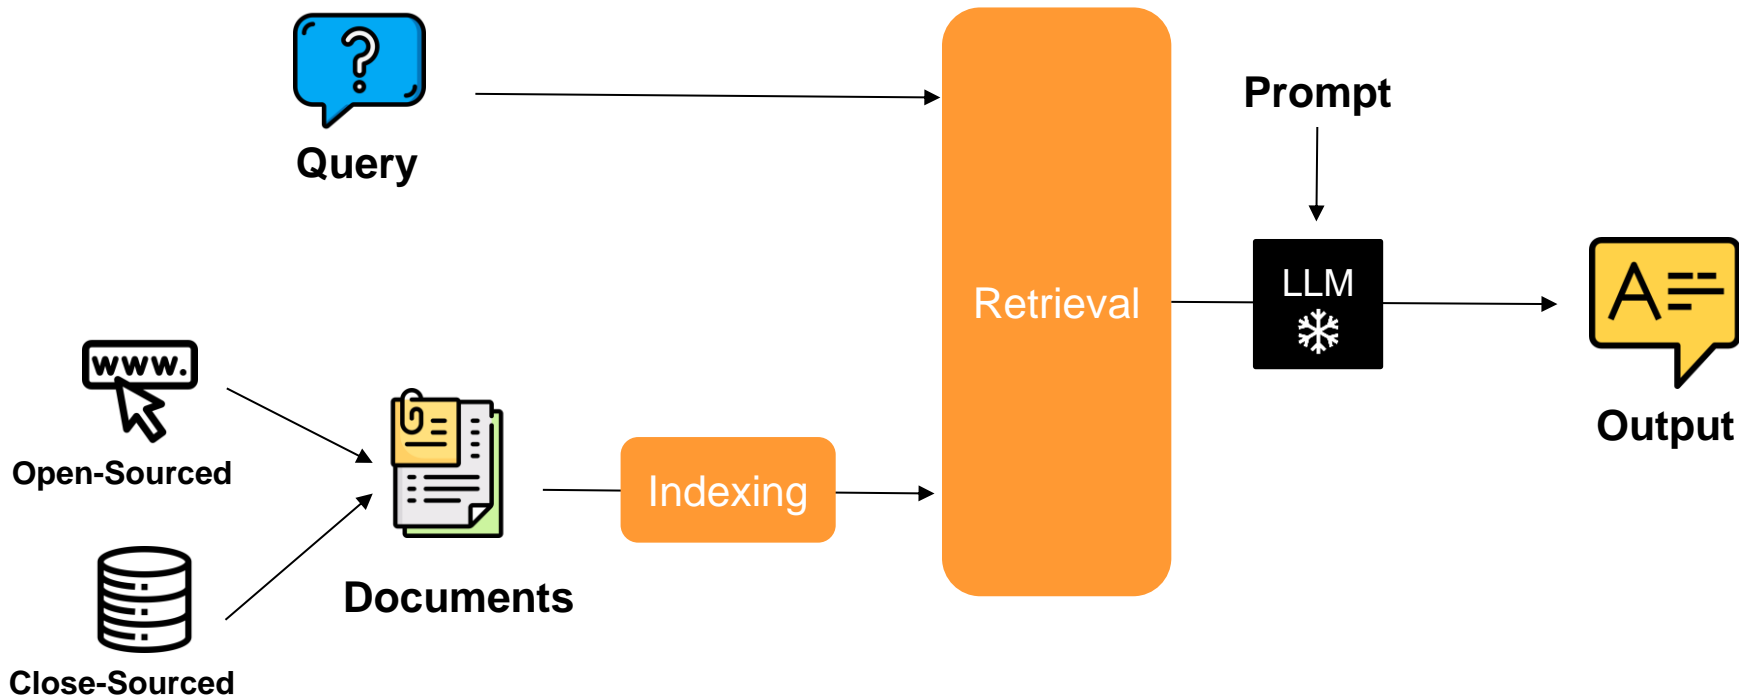 Query
Prompt
Retrieval
LLM
A
Output
www.
Open-Sourced
Indexing
Documents
Close-Sourced